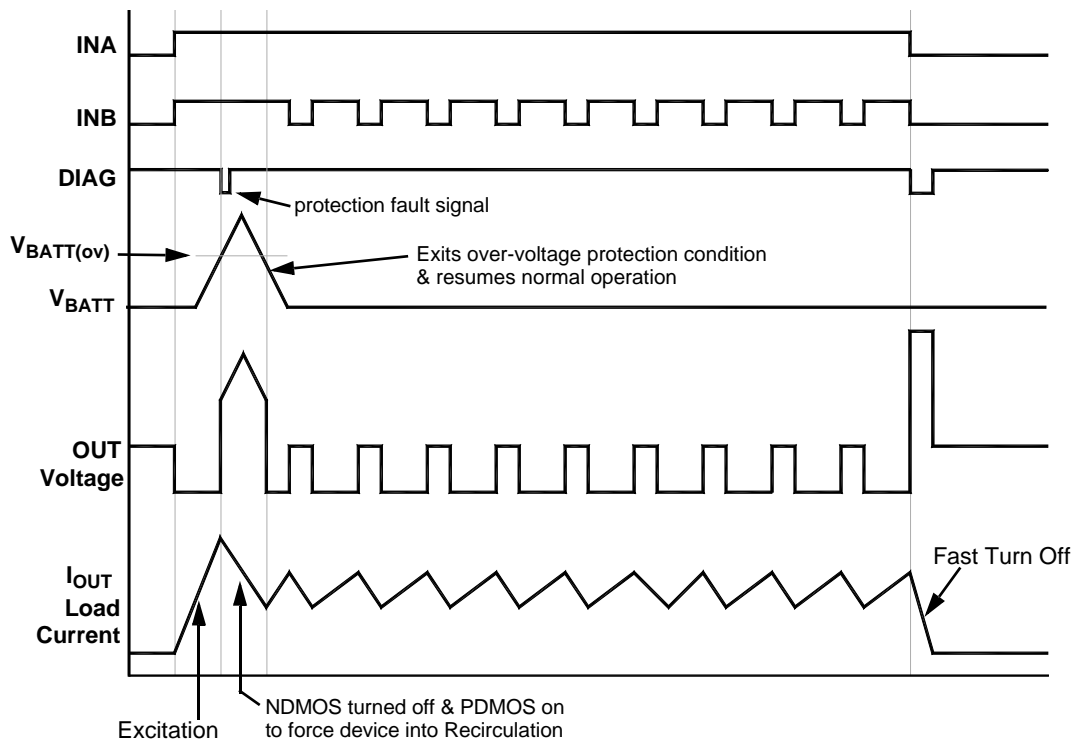 INA
INB
DIAG
protection fault signal
VBATT(ov)
Exits over-voltage protection condition
& resumes normal operation
VBATT
OUT
Voltage
IOUT
Load
Current
Fast Turn Off
NDMOS turned off & PDMOS on
to force device into Recirculation
Excitation